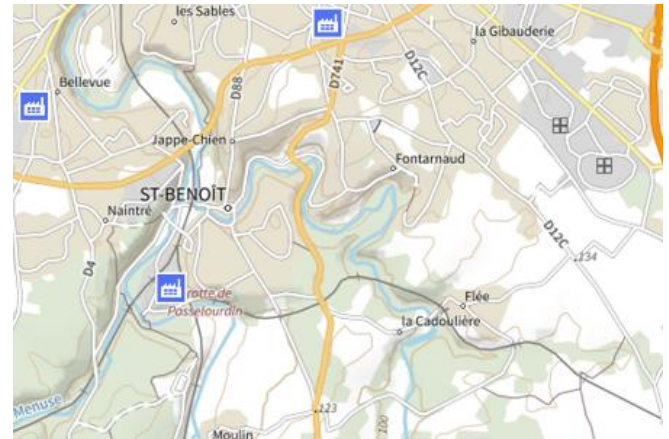 les Sables
la Gibauderie
D741
D12C
Bellevue
D88
Jappe-Chien
Fontarnaud
ST-BENOÎT
Naintré
D12C
D4
134
rotte de
Passelourdin
Flée
la Cadoulière
Menuse
123
100
Moulin